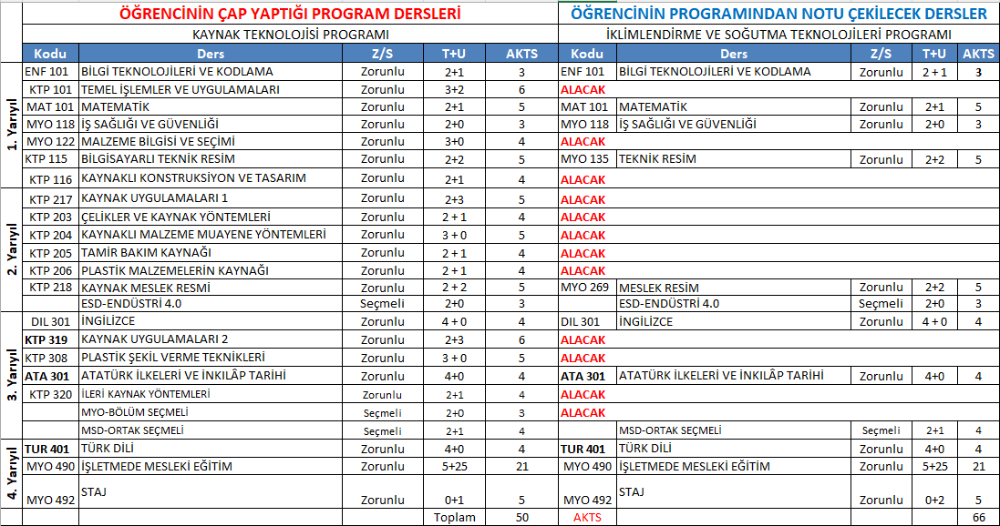 ÖĞRENCİNİN ÇAP YAPTIĞI PROGRAM DERSLERİ ÖĞRENCİNİN PROGRAMINDAN NOTU ÇEKİLECEK DERSLER
KAYNAK TEKNOLOJİSİ PROGRAMI İKLİMLENDİRME VE SOĞUTMA TEKNOLOJİLERİ PROGRAMI
Kodu Ders Z/S T+U AKTS Kodu Ders Z/S T+U AKTS
1. Yarıyıl
ENF 101 BİLGİ TEKNOLOJİLERİ VE KODLAMA Zorunlu 2+1 3 ENF 101 BİLGİ TEKNOLOJİLERİ VE KODLAMA Zorunlu 2 + 1 3
KTP 101 TEMEL İŞLEMLER VE UYGULAMALARI Zorunlu 3+2 6 ALACAK
MAT 101 MATEMATİK Zorunlu 2+1 5 MAT 101 MATEMATİK Zorunlu 2+1 5
MYO 118 İŞ SAĞLIĞI VE GÜVENLİĞİ Zorunlu 2+0 3 MYO 118 İŞ SAĞLIĞI VE GÜVENLİĞİ Zorunlu 2+0 3
MYO 122 MALZEME BİLGİSİ VE SEÇİMİ Zorunlu 3+0 4 ALACAK
KTP 115 BİLGİSAYARLI TEKNİK RESİM Zorunlu 2+2 5 MYO 135 TEKNİK RESİM Zorunlu 2+2 5
KTP 116 KAYNAKLI KONSTRUKSİYON VE TASARIM Zorunlu 2+1 4 ALACAK
2. Yarıyıl
KTP 217 KAYNAK UYGULAMALARI 1 Zorunlu 2+3 5 ALACAK
KTP 203 ÇELİKLER VE KAYNAK YÖNTEMLERİ Zorunlu 2 + 1 4 ALACAK
KTP 204 KAYNAKLI MALZEME MUAYENE YÖNTEMLERİ Zorunlu 3 + 0 5 ALACAK
KTP 205 TAMİR BAKIM KAYNAĞI Zorunlu 2 + 1 4 ALACAK
KTP 206 PLASTİK MALZEMELERİN KAYNAĞI Zorunlu 2 + 1 4 ALACAK
KTP 218 KAYNAK MESLEK RESMİ Zorunlu 2 + 2 5 MYO 269 MESLEK RESİM Zorunlu 2+2 5
ESD-ENDÜSTRİ 4.0 Seçmeli 2+0 3 ESD-ENDÜSTRİ 4.0 Seçmeli 2+0 3
3. Yarıyıl
DIL 301 İNGİLİZCE Zorunlu 4 + 0 4 DIL 301 İNGİLİZCE Zorunlu 4 + 0 4
KTP 319 KAYNAK UYGULAMALARI 2 Zorunlu 2+3 6 ALACAK
KTP 308 PLASTİK ŞEKİL VERME TEKNİKLERİ Zorunlu 3 + 0 5 ALACAK
ATA 301 ATATÜRK İLKELERİ VE İNKILÂP TARİHİ Zorunlu 4+0 4 ATA 301 ATATÜRK İLKELERİ VE İNKILÂP TARİHİ Zorunlu 4+0 4
KTP 320 İLERİ KAYNAK YÖNTEMLERİ Zorunlu 2+1 4 ALACAK
MYO-BÖLÜM SEÇMELİ Seçmeli 2+0 3 ALACAK
MSD-ORTAK SEÇMELİ Seçmeli 2+1 4 MSD-ORTAK SEÇMELİ Seçmeli 2+1 4
4. Yarıyıl
TUR 401 TÜRK DİLİ Zorunlu 4+0 4 TUR 401 TÜRK DİLİ Zorunlu 4+0 4
MYO 490 İŞLETMEDE MESLEKİ EĞİTİM Zorunlu 5+25 21 MYO 490 İŞLETMEDE MESLEKİ EĞİTİM Zorunlu 5+25 21
MYO 492 STAJ Zorunlu 0+1 5 MYO 492 STAJ Zorunlu 0+2 5
Toplam 50 AKTS 66